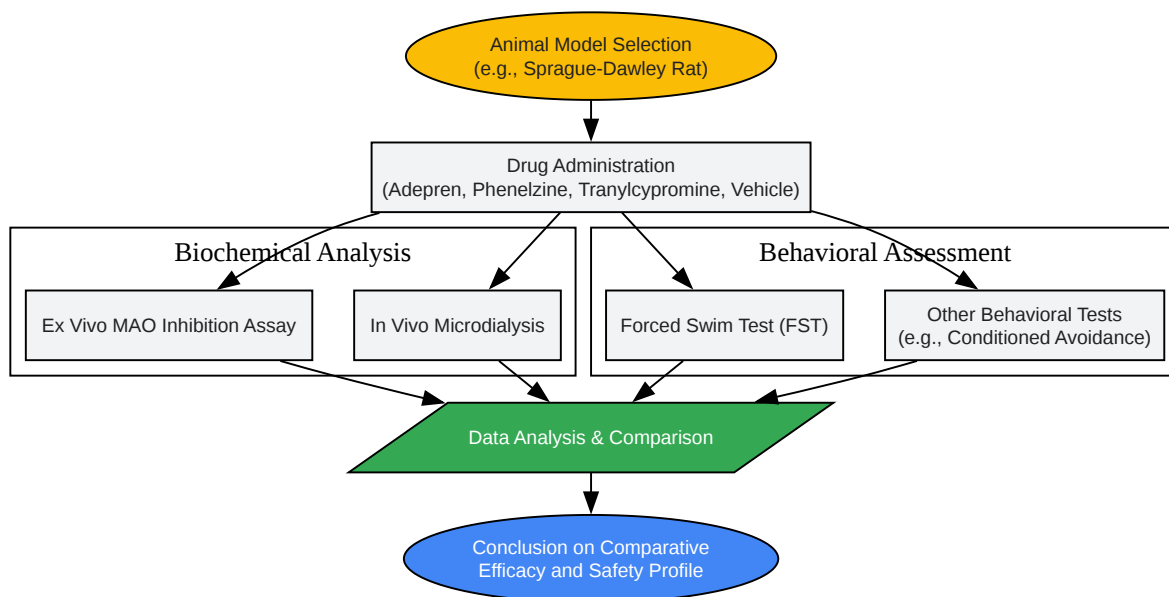 Animal Model Selection
(e.g., Sprague-Dawley Rat)
Drug Administration
(Adepren, Phenelzine, Tranylcypromine, Vehicle)
Biochemical Analysis
Behavioral Assessment
Ex Vivo MAO Inhibition Assay
In Vivo Microdialysis
Forced Swim Test (FST)
Other Behavioral Tests
(e.g., Conditioned Avoidance)
Data Analysis & Comparison
Conclusion on Comparative
Efficacy and Safety Profile